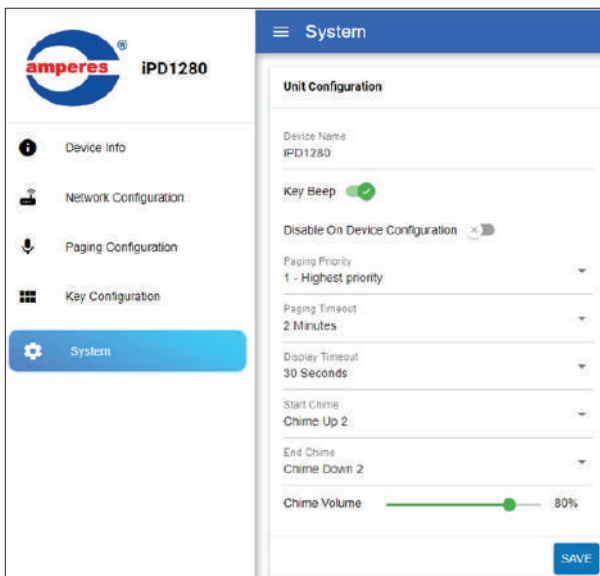 amperes
®
iPD1280
Device Info
Network Configuration
Paging Configuration
Key Configuration
System
System
Unit Configuration
Device Name
iPD1280
Key Beep
Disable On Device Configuration
Paging Priority
1 - Highest priority
Paging Timeout
2 Minutes
Display Timeout
30 Seconds
Start Chime
Chime Up 2
End Chime
Chime Down 2
Chime Volume 80%
SAVE